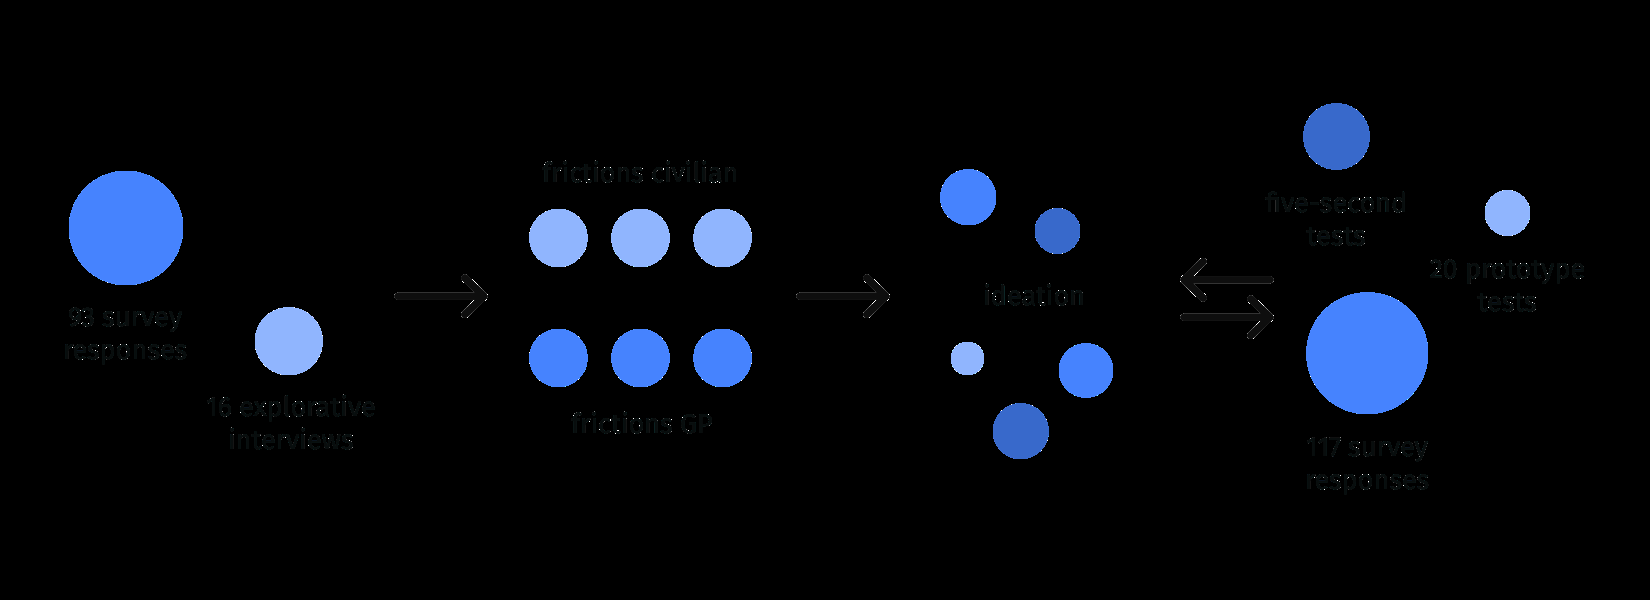 93 survey
responses
16 explorative
interviews
frictions civilian
frictions GP
ideation
five-second
tests
20 prototype
tests
117 survey
responses